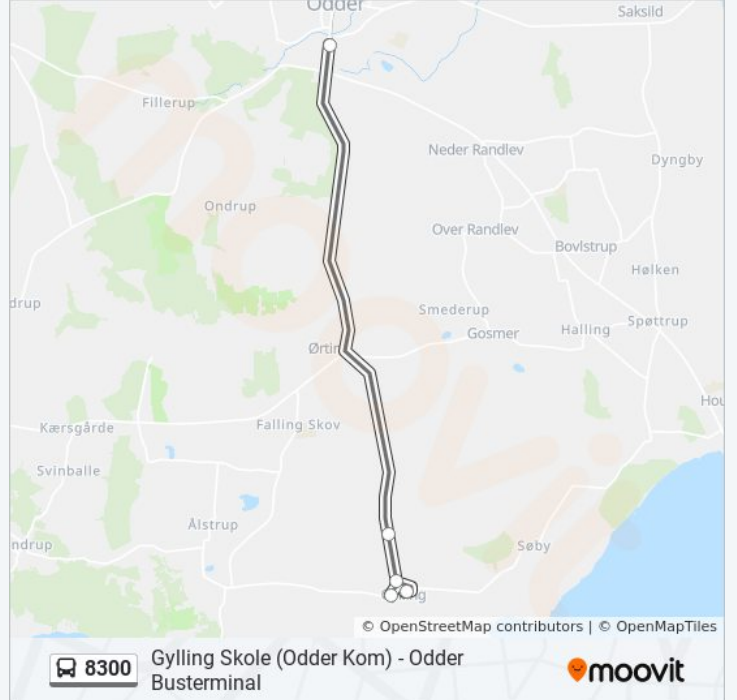 Odder
Saksild
Fillerup
Neder Randlev
Dyngby
Ondrup
Over Randlev
Bovlstrup
Hølken
drup
Smederup
Spøttrup
Gosmer
Halling
Ørtin
Hou
Kærsgårde
Falling Skov
Svinballe
Ålstrup
ndrup
Søby
© OpenStreetMap contributors | © OpenMapTiles
8300
Gylling Skole (Odder Kom) - Odder
Busterminal
moovit